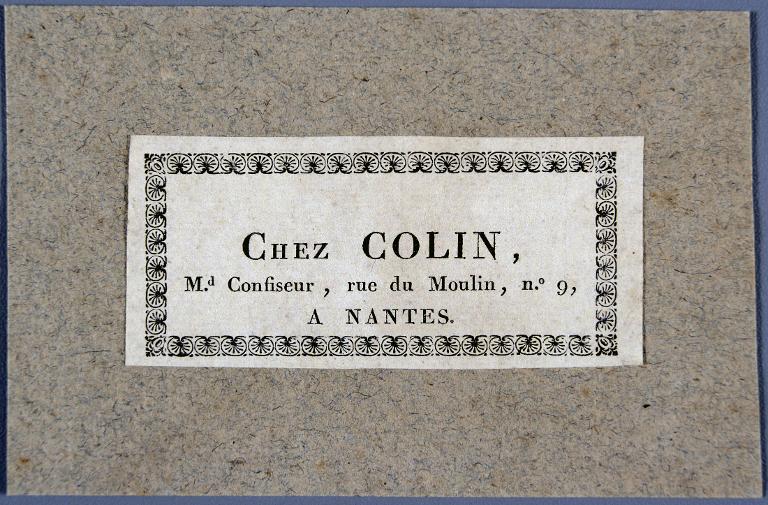 Chez COLIN,
M.d Confiseur, rue du Moulin, n.o 9,
A NANTES.